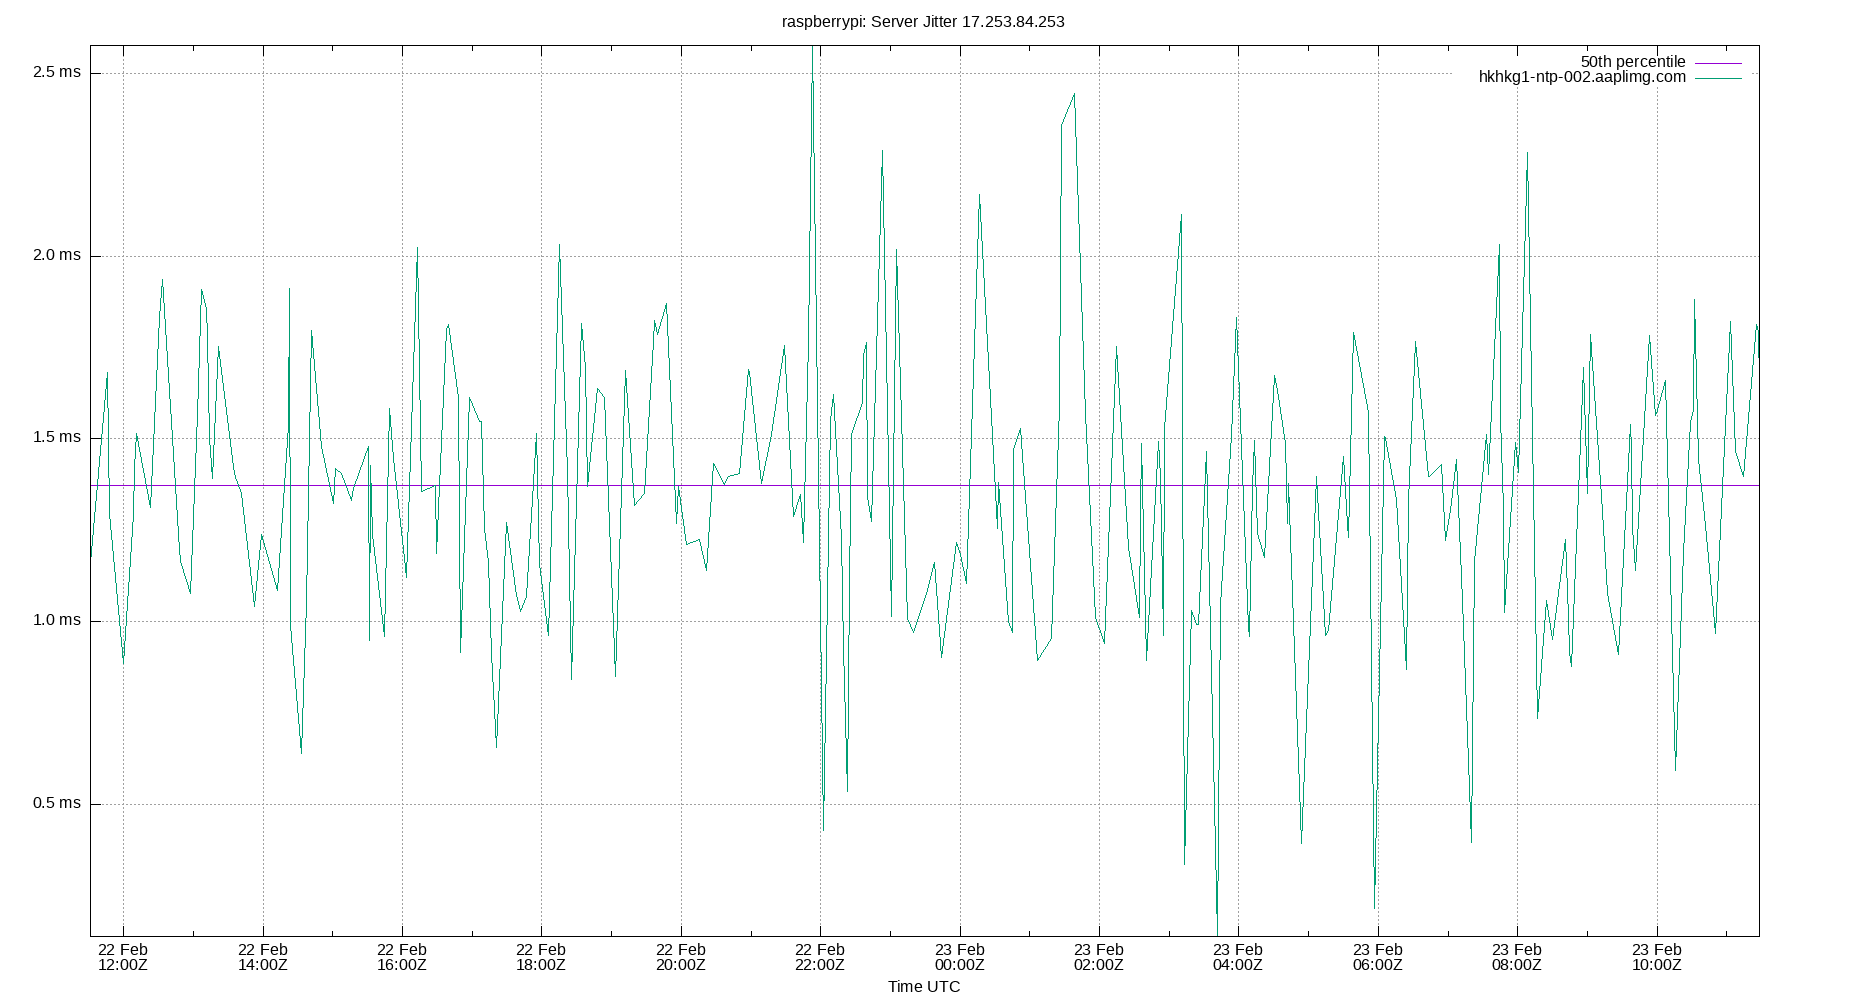 raspberrypi: Server Jitter 17.253.84.253
50th percentile
hkhkg1-ntp-002.aaplimg.com
2.5 ms
2.0 ms
1.5 ms
1.0 ms
0.5 ms
22 Feb 22 Feb 22 Feb 22 Feb 22 Feb 22 Feb 23 Feb 23 Feb 23 Feb 23 Feb 23 Feb 23 Feb
12:00Z 14:00Z 16:00Z 18:00Z 20:00Z 22:00Z 00:00Z 02:00Z 04:00Z 06:00Z 08:00Z 10:00Z
Time UTC